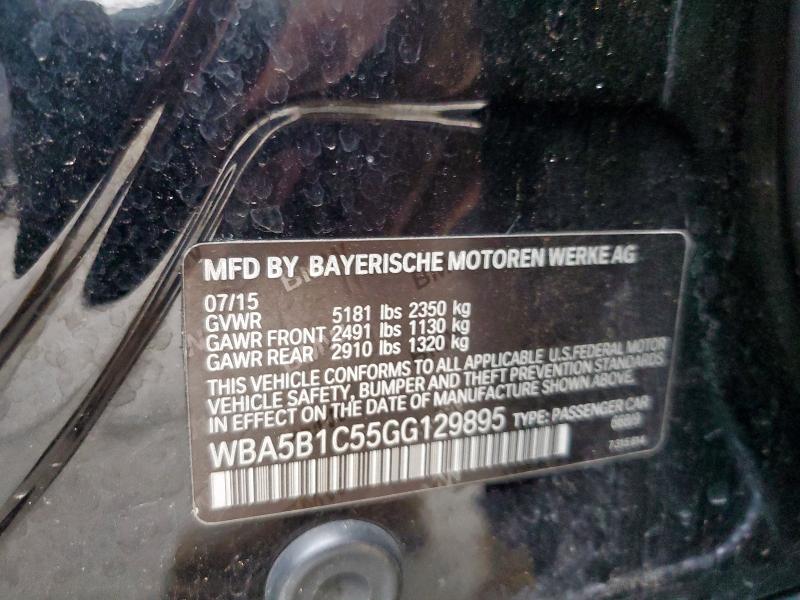 MFD BY BAYERISCHE MOTOREN WERKE AG
07/15
GVWR 5181 lbs 2350 kg
GAWR FRONT 2491 lbs 1130 kg
GAWR REAR 2910 lbs 1320 kg
THIS VEHICLE CONFORMS TO ALL APPLICABLE U.S.FEDERAL MOTOR
VEHICLE SAFETY, BUMPER AND THEFT PREVENTION STANDARDS
IN EFFECT ON THE DATE OF MANUFACTURE SHOWN ABOVE.
WBA5B1C55GG129895 TYPE: PASSENGER CAR